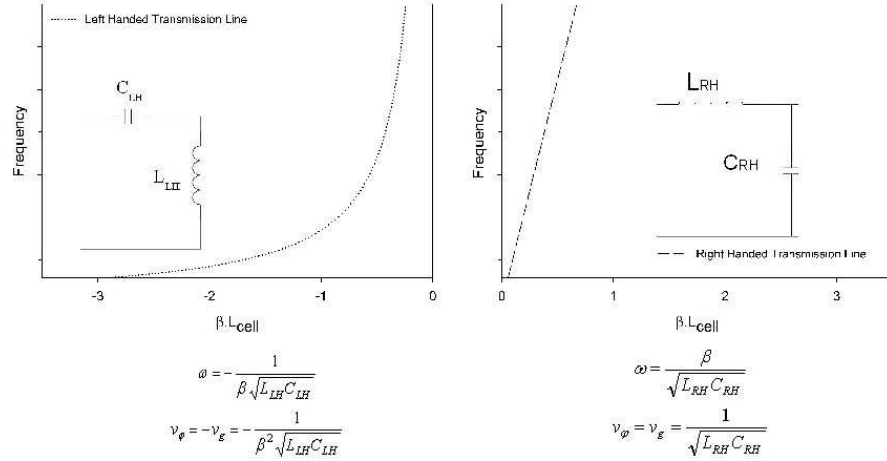 Left Handed Transmission Line
C_LH
L_LH
Frequency
-3 -2 -1 0
β.L_cell
ω = - 1 / (β√(L_LH C_LH))
v_φ = -v_g = - 1 / (β²√(L_LH C_LH))
L_RH
C_RH
Right Handed Transmission Line
Frequency
0 1 2 3
β.L_cell
ω = β / √(L_RH C_RH)
v_φ = v_g = 1 / √(L_RH C_RH)